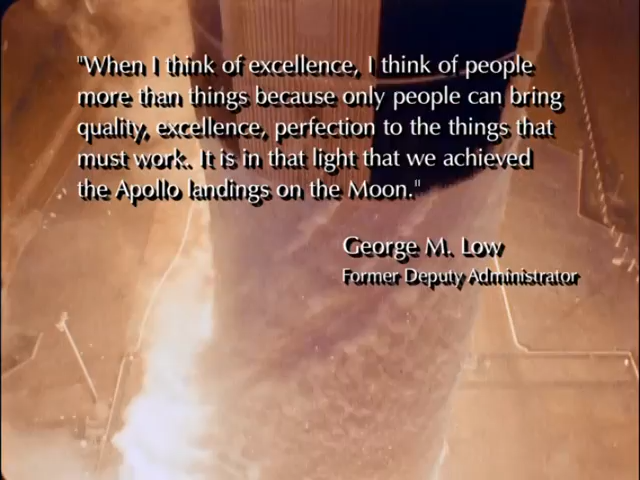 "When I think of excellence, I think of people
more than things because only people can bring
quality, excellence, perfection to the things that
must work. It is in that light that we achieved
the Apollo landings on the Moon."
George M. Low
Former Deputy Administrator